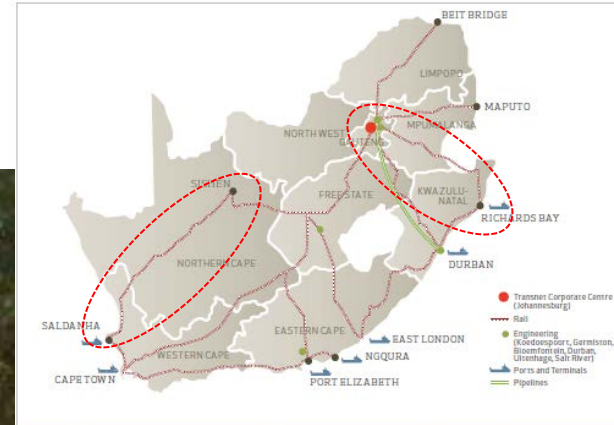 BEIT BRIDGE
LIMPOPO
MAPUTO
MPUMALANGA
NORTH WEST
GAUTENG
SISHEN
FREE STATE
KWAZULU-
NATAL
RICHARDS BAY
NORTHERN CAPE
DURBAN
SALDANHA
EASTERN CAPE
EAST LONDON
WESTERN CAPE
NGQURA
CAPE TOWN
PORT ELIZABETH
Transnet Corporate Centre
(Johannesburg)
Rail
Engineering
(Koedoespoort, Germiston,
Bloemfontein, Durban,
Uitenhage, Salt River)
Ports and Terminals
Pipelines